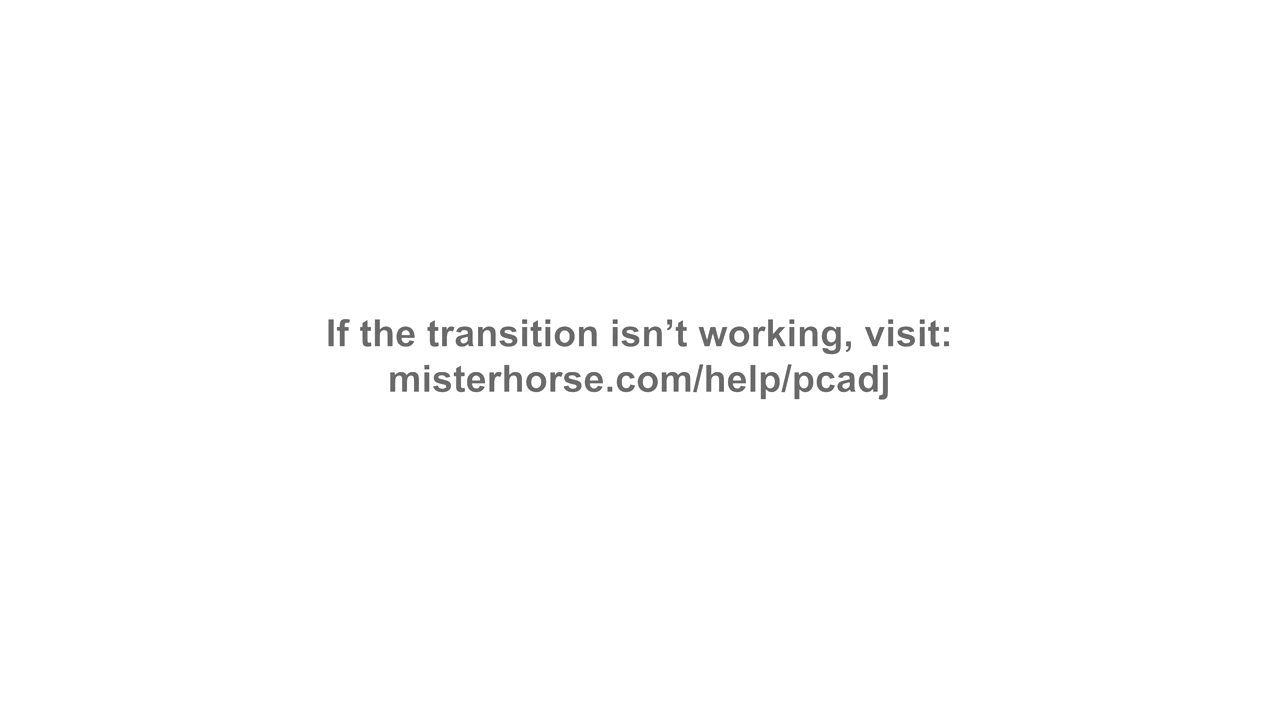 If the transition isn’t working, visit:
misterhorse.com/help/pcadj